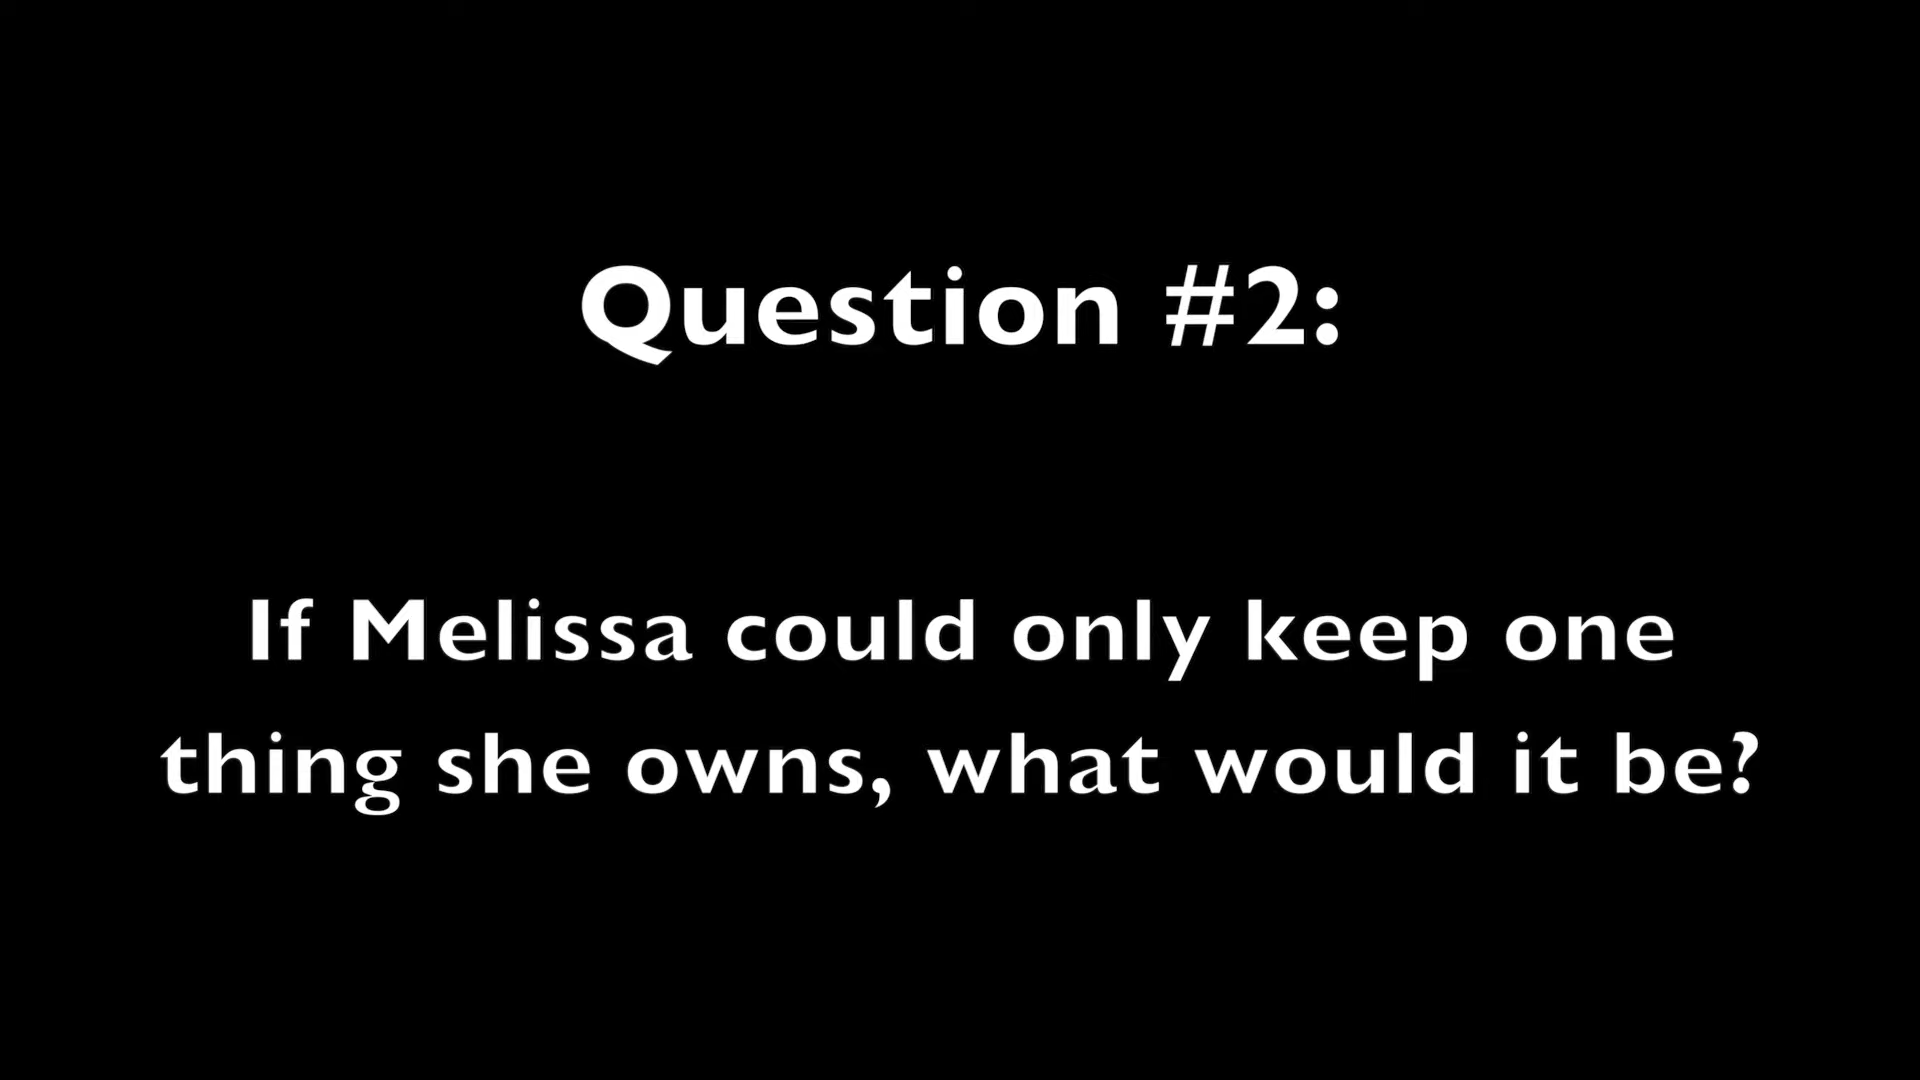 Question #2:
If Melissa could only keep one
thing she owns, what would it be?